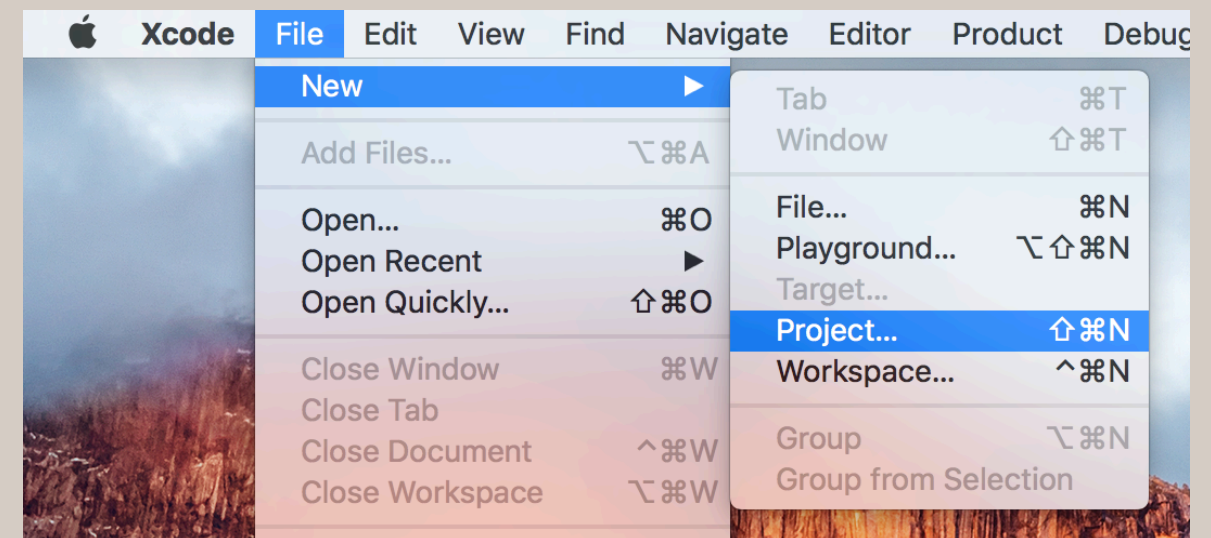 Xcode File Edit View Find Navigate Editor Product Debug
New ▶
Add Files... ⌥⌘A
Open... ⌘O
Open Recent ▶
Open Quickly... ⇧⌘O
Close Window ⌘W
Close Tab
Close Document ^⌘W
Close Workspace ⌥⌘W
Tab ⌘T
Window ⇧⌘T
File... ⌘N
Playground... ⌥⇧⌘N
Target...
Project... ⇧⌘N
Workspace... ^⌘N
Group ⌥⌘N
Group from Selection